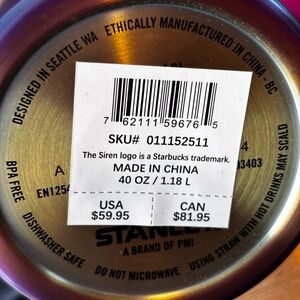 DESIGNED IN SEATTLE WA
ETHICALLY MANUFACTURED IN CHINA - BC
7 62111 59676 5
SKU# 011152511
The Siren logo is a Starbucks trademark.
MADE IN CHINA
40 OZ / 1.18 L
USA
$59.95
CAN
$81.95
BPA FREE
DISHWASHER SAFE
DO NOT MICROWAVE
USING STRAW WITH HOT DRINKS MAY SCALD
A BRAND OF PMI